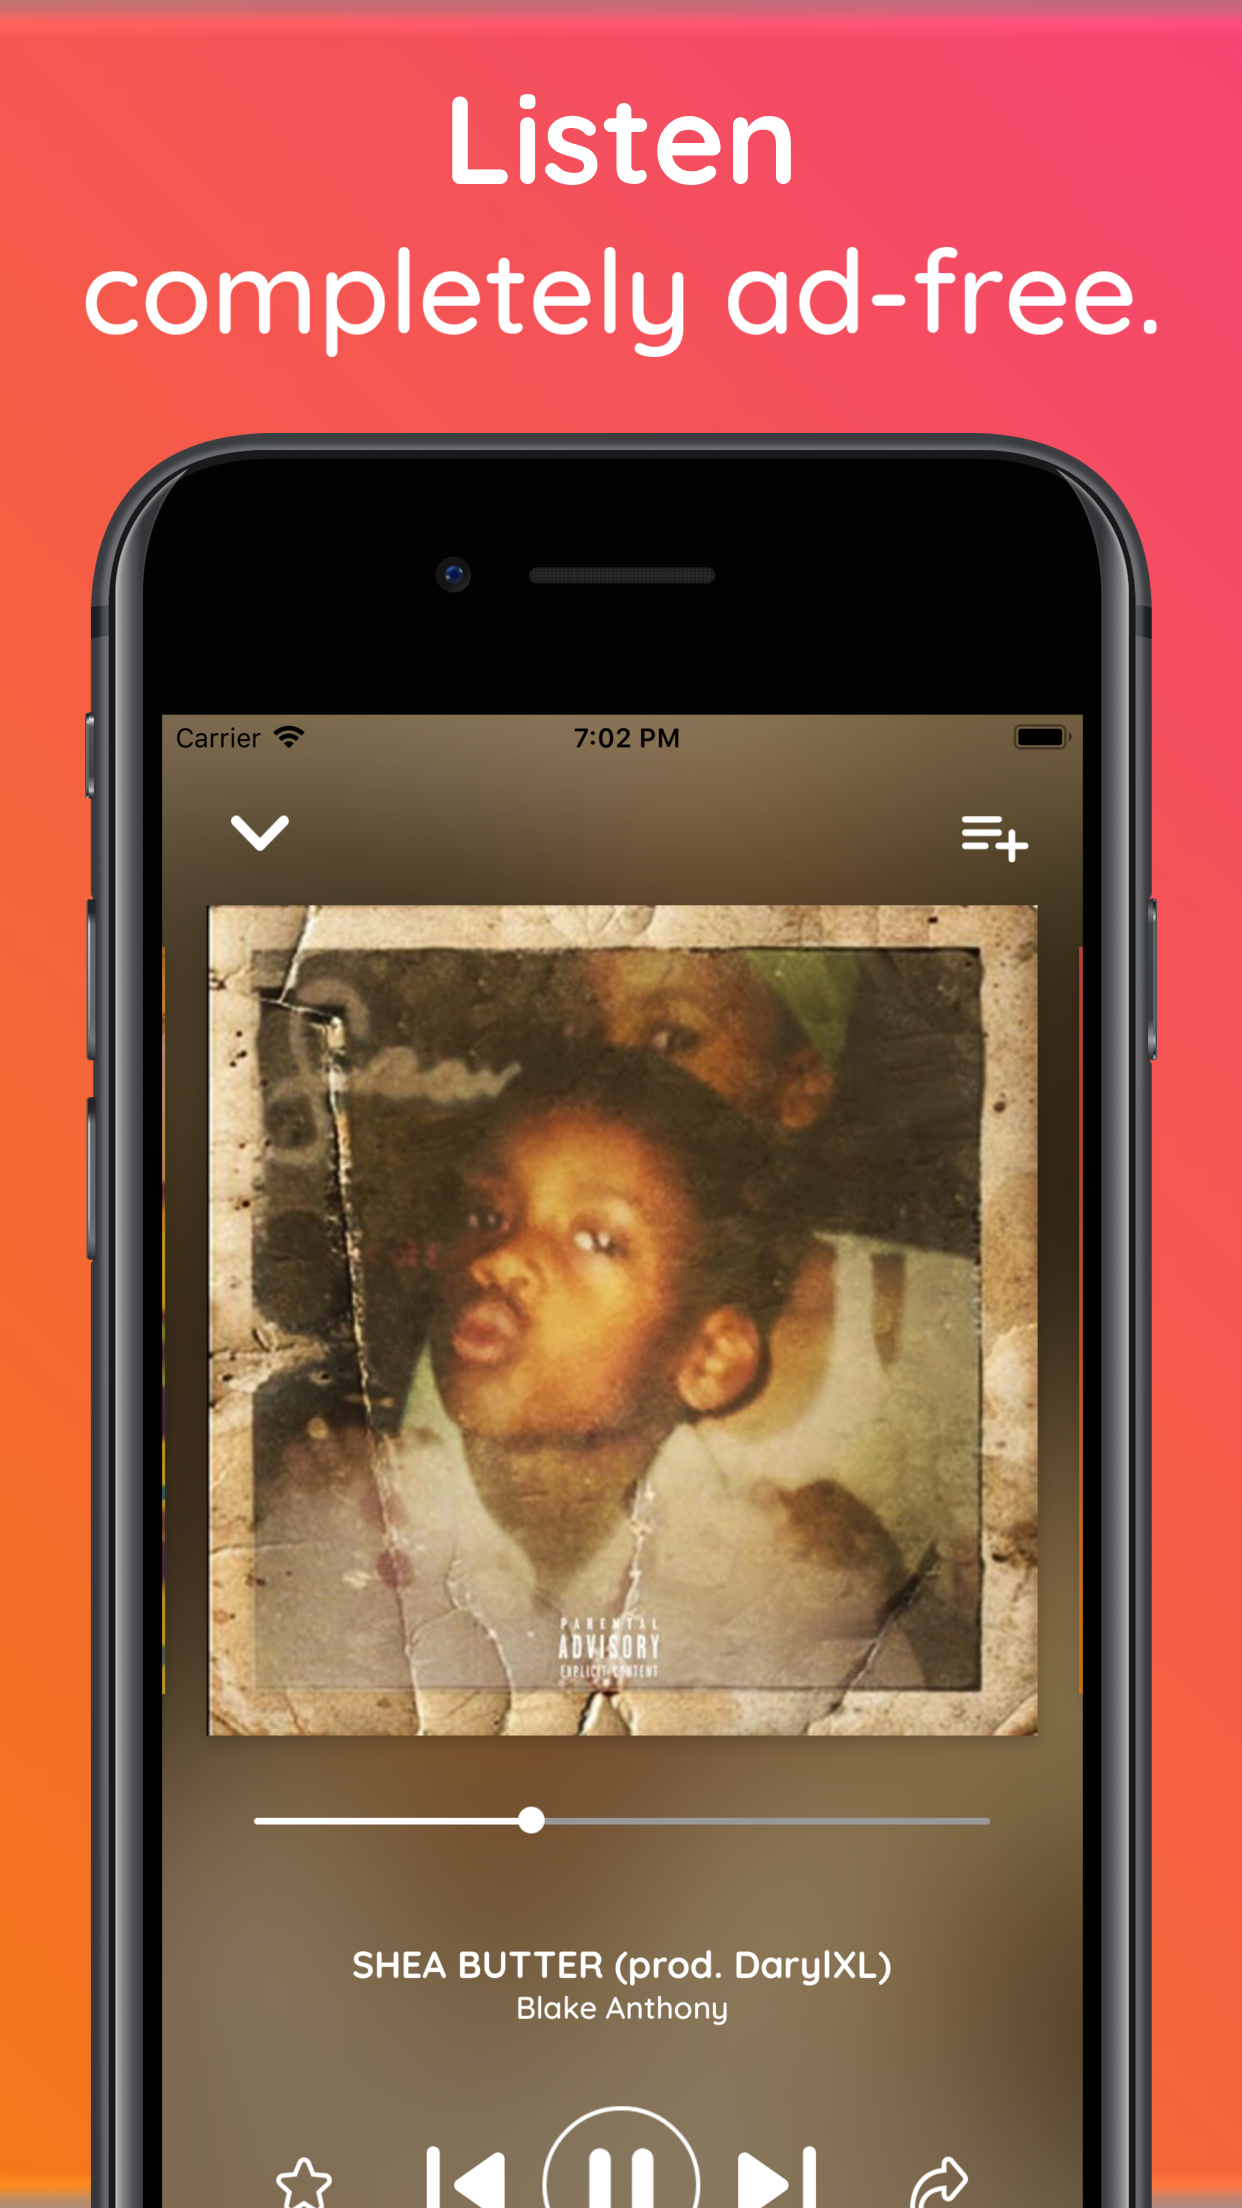 Listen
completely ad-free.
Carrier 7:02 PM
PARENTAL
ADVISORY
EXPLICIT CONTENT
SHEA BUTTER (prod. DarylXL)
Blake Anthony